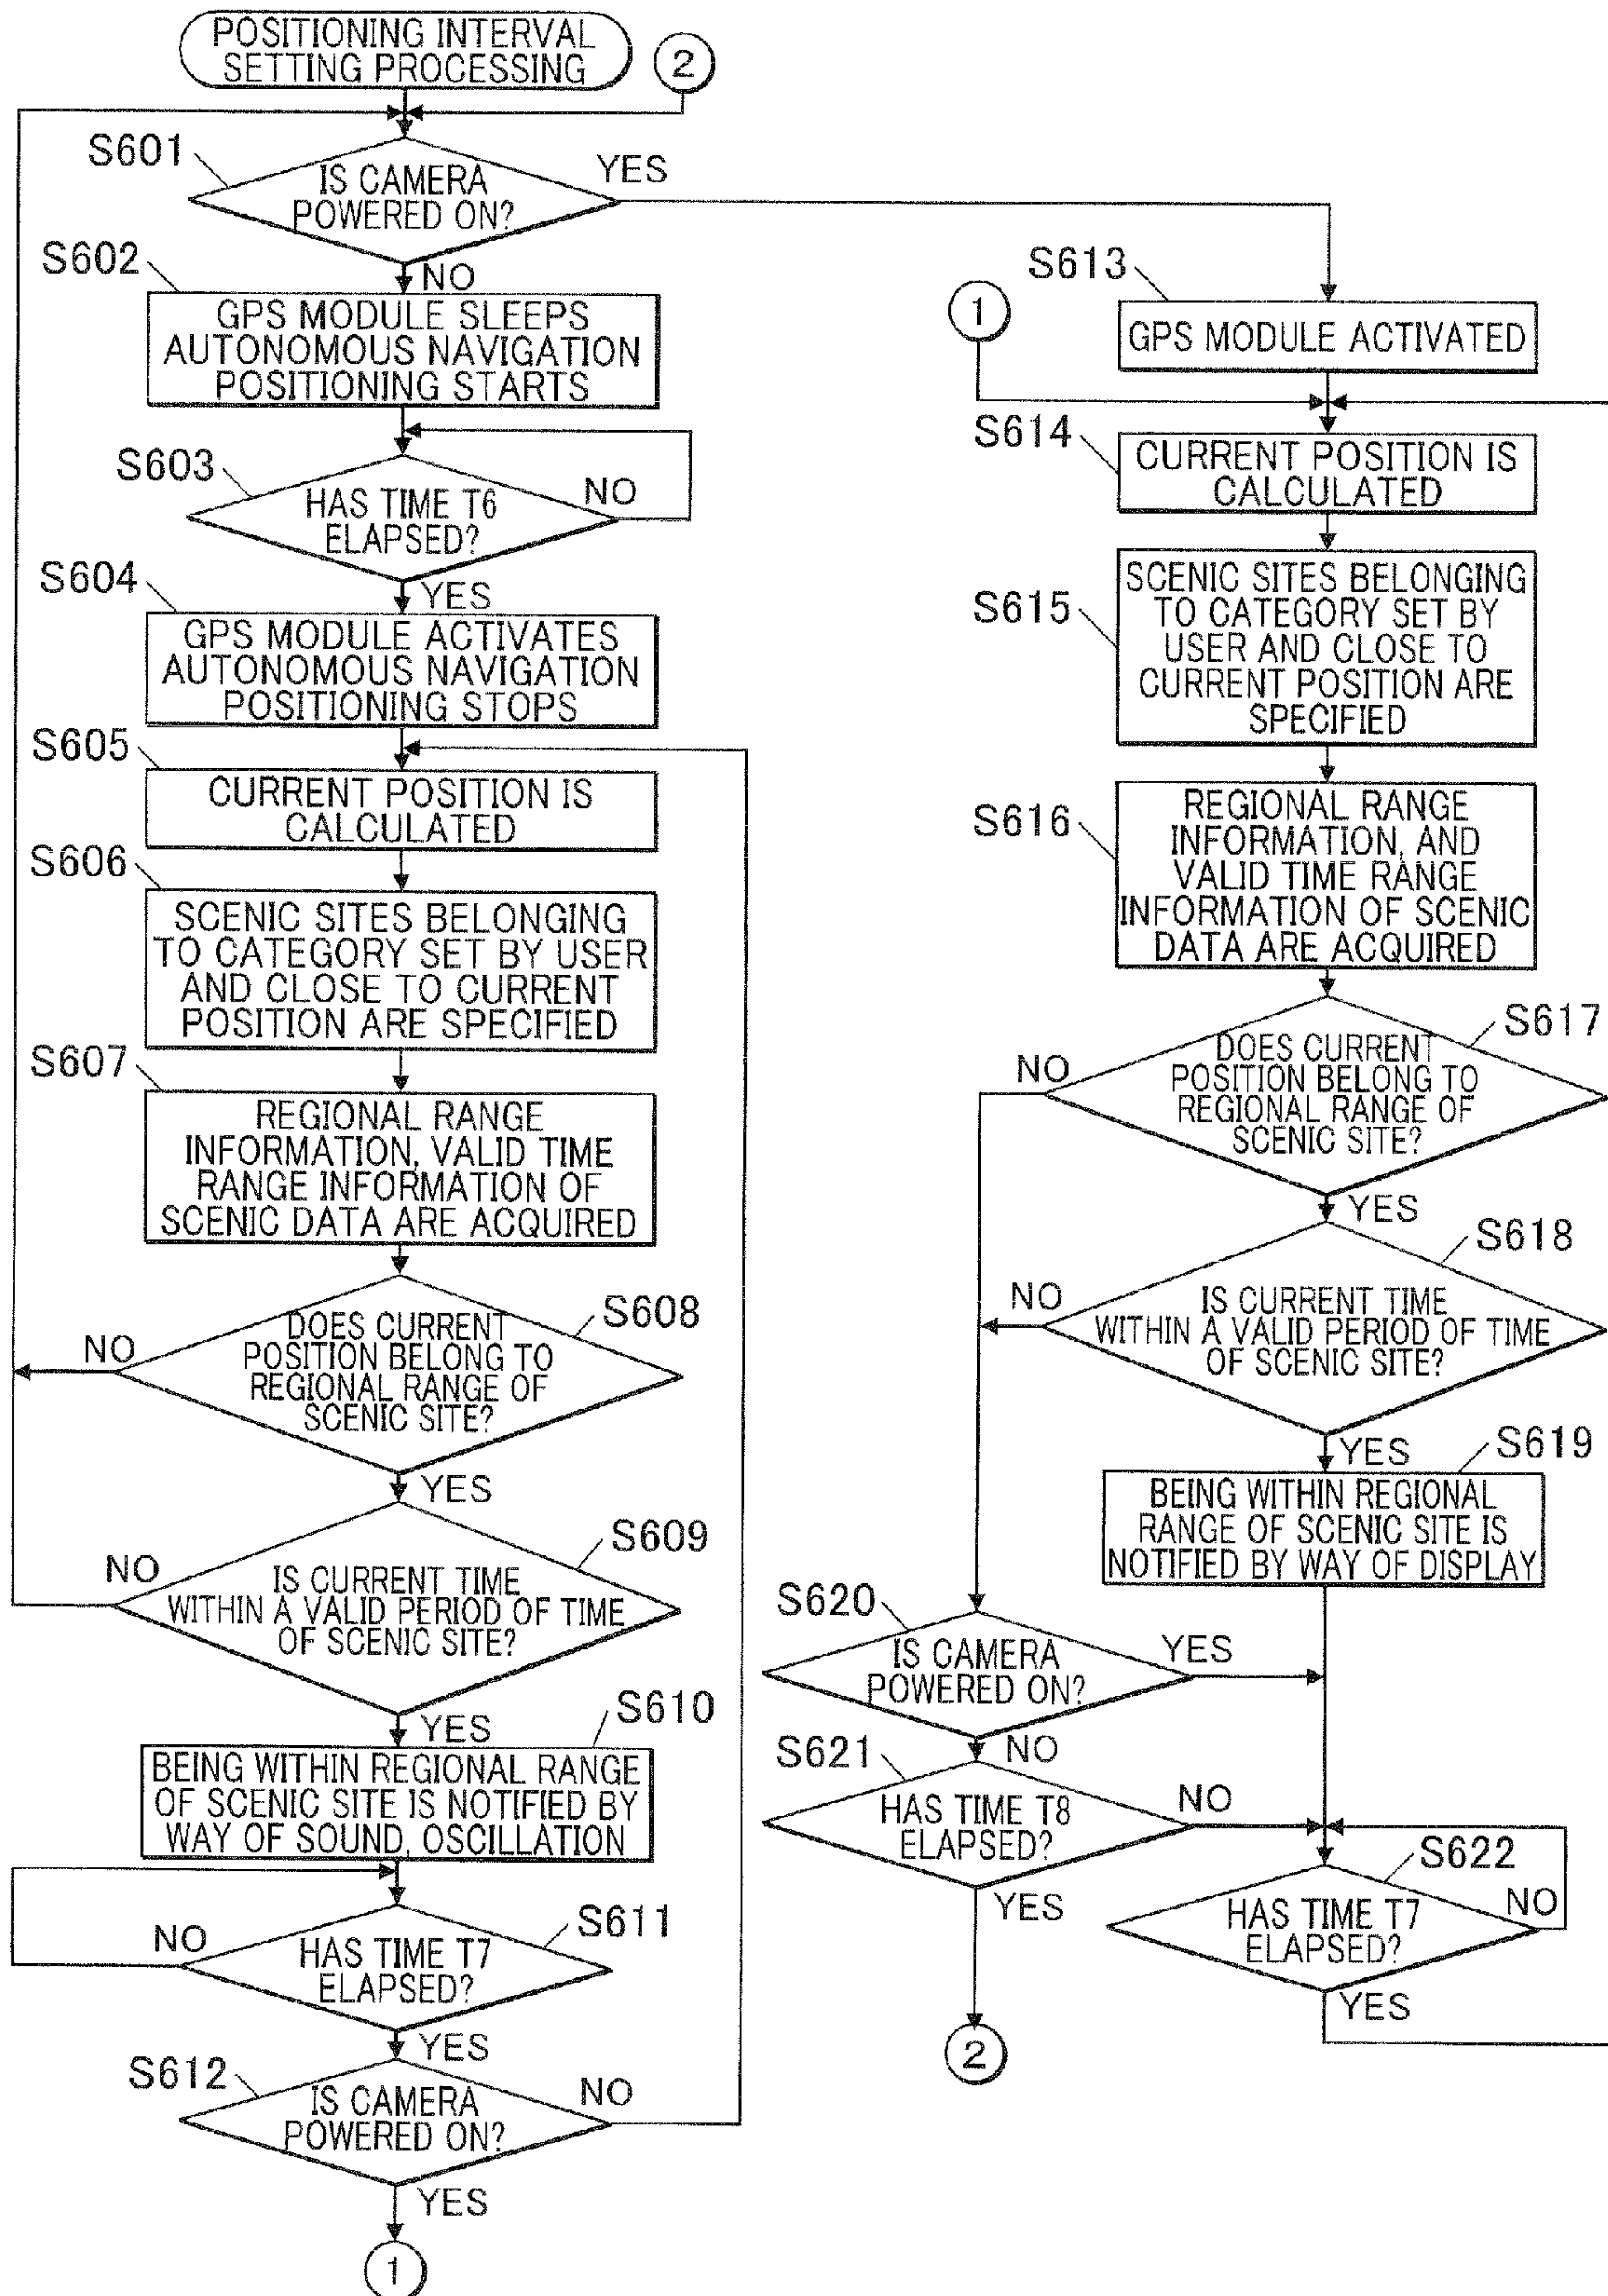 POSITIONING INTERVAL
SETTING PROCESSING
2
S601
IS CAMERA
POWERED ON?
YES
NO
S602
GPS MODULE SLEEPS
AUTONOMOUS NAVIGATION
POSITIONING STARTS
S603
HAS TIME T6
ELAPSED?
NO
YES
S604
GPS MODULE ACTIVATES
AUTONOMOUS NAVIGATION
POSITIONING STOPS
S605
CURRENT POSITION IS
CALCULATED
S606
SCENIC SITES BELONGING
TO CATEGORY SET BY USER
AND CLOSE TO CURRENT
POSITION ARE SPECIFIED
S607
REGIONAL RANGE
INFORMATION, VALID TIME
RANGE INFORMATION OF
SCENIC DATA ARE ACQUIRED
S608
DOES CURRENT
POSITION BELONG TO
REGIONAL RANGE OF
SCENIC SITE?
NO
YES
S609
IS CURRENT TIME
WITHIN A VALID PERIOD OF TIME
OF SCENIC SITE?
NO
YES
S610
BEING WITHIN REGIONAL RANGE
OF SCENIC SITE IS NOTIFIED BY
WAY OF SOUND, OSCILLATION
S611
HAS TIME T7
ELAPSED?
NO
YES
S612
IS CAMERA
POWERED ON?
NO
YES
1
S613
GPS MODULE ACTIVATED
1
S614
CURRENT POSITION IS
CALCULATED
S615
SCENIC SITES BELONGING
TO CATEGORY SET BY
USER AND CLOSE TO
CURRENT POSITION ARE
SPECIFIED
S616
REGIONAL RANGE
INFORMATION, AND
VALID TIME RANGE
INFORMATION OF SCENIC
DATA ARE ACQUIRED
S617
DOES CURRENT
POSITION BELONG TO
REGIONAL RANGE OF
SCENIC SITE?
NO
YES
S618
IS CURRENT TIME
WITHIN A VALID PERIOD OF TIME
OF SCENIC SITE?
NO
YES
S619
BEING WITHIN REGIONAL
RANGE OF SCENIC SITE IS
NOTIFIED BY WAY OF DISPLAY
S620
IS CAMERA
POWERED ON?
YES
NO
S621
HAS TIME T8
ELAPSED?
NO
YES
2
S622
HAS TIME T7
ELAPSED?
NO
YES